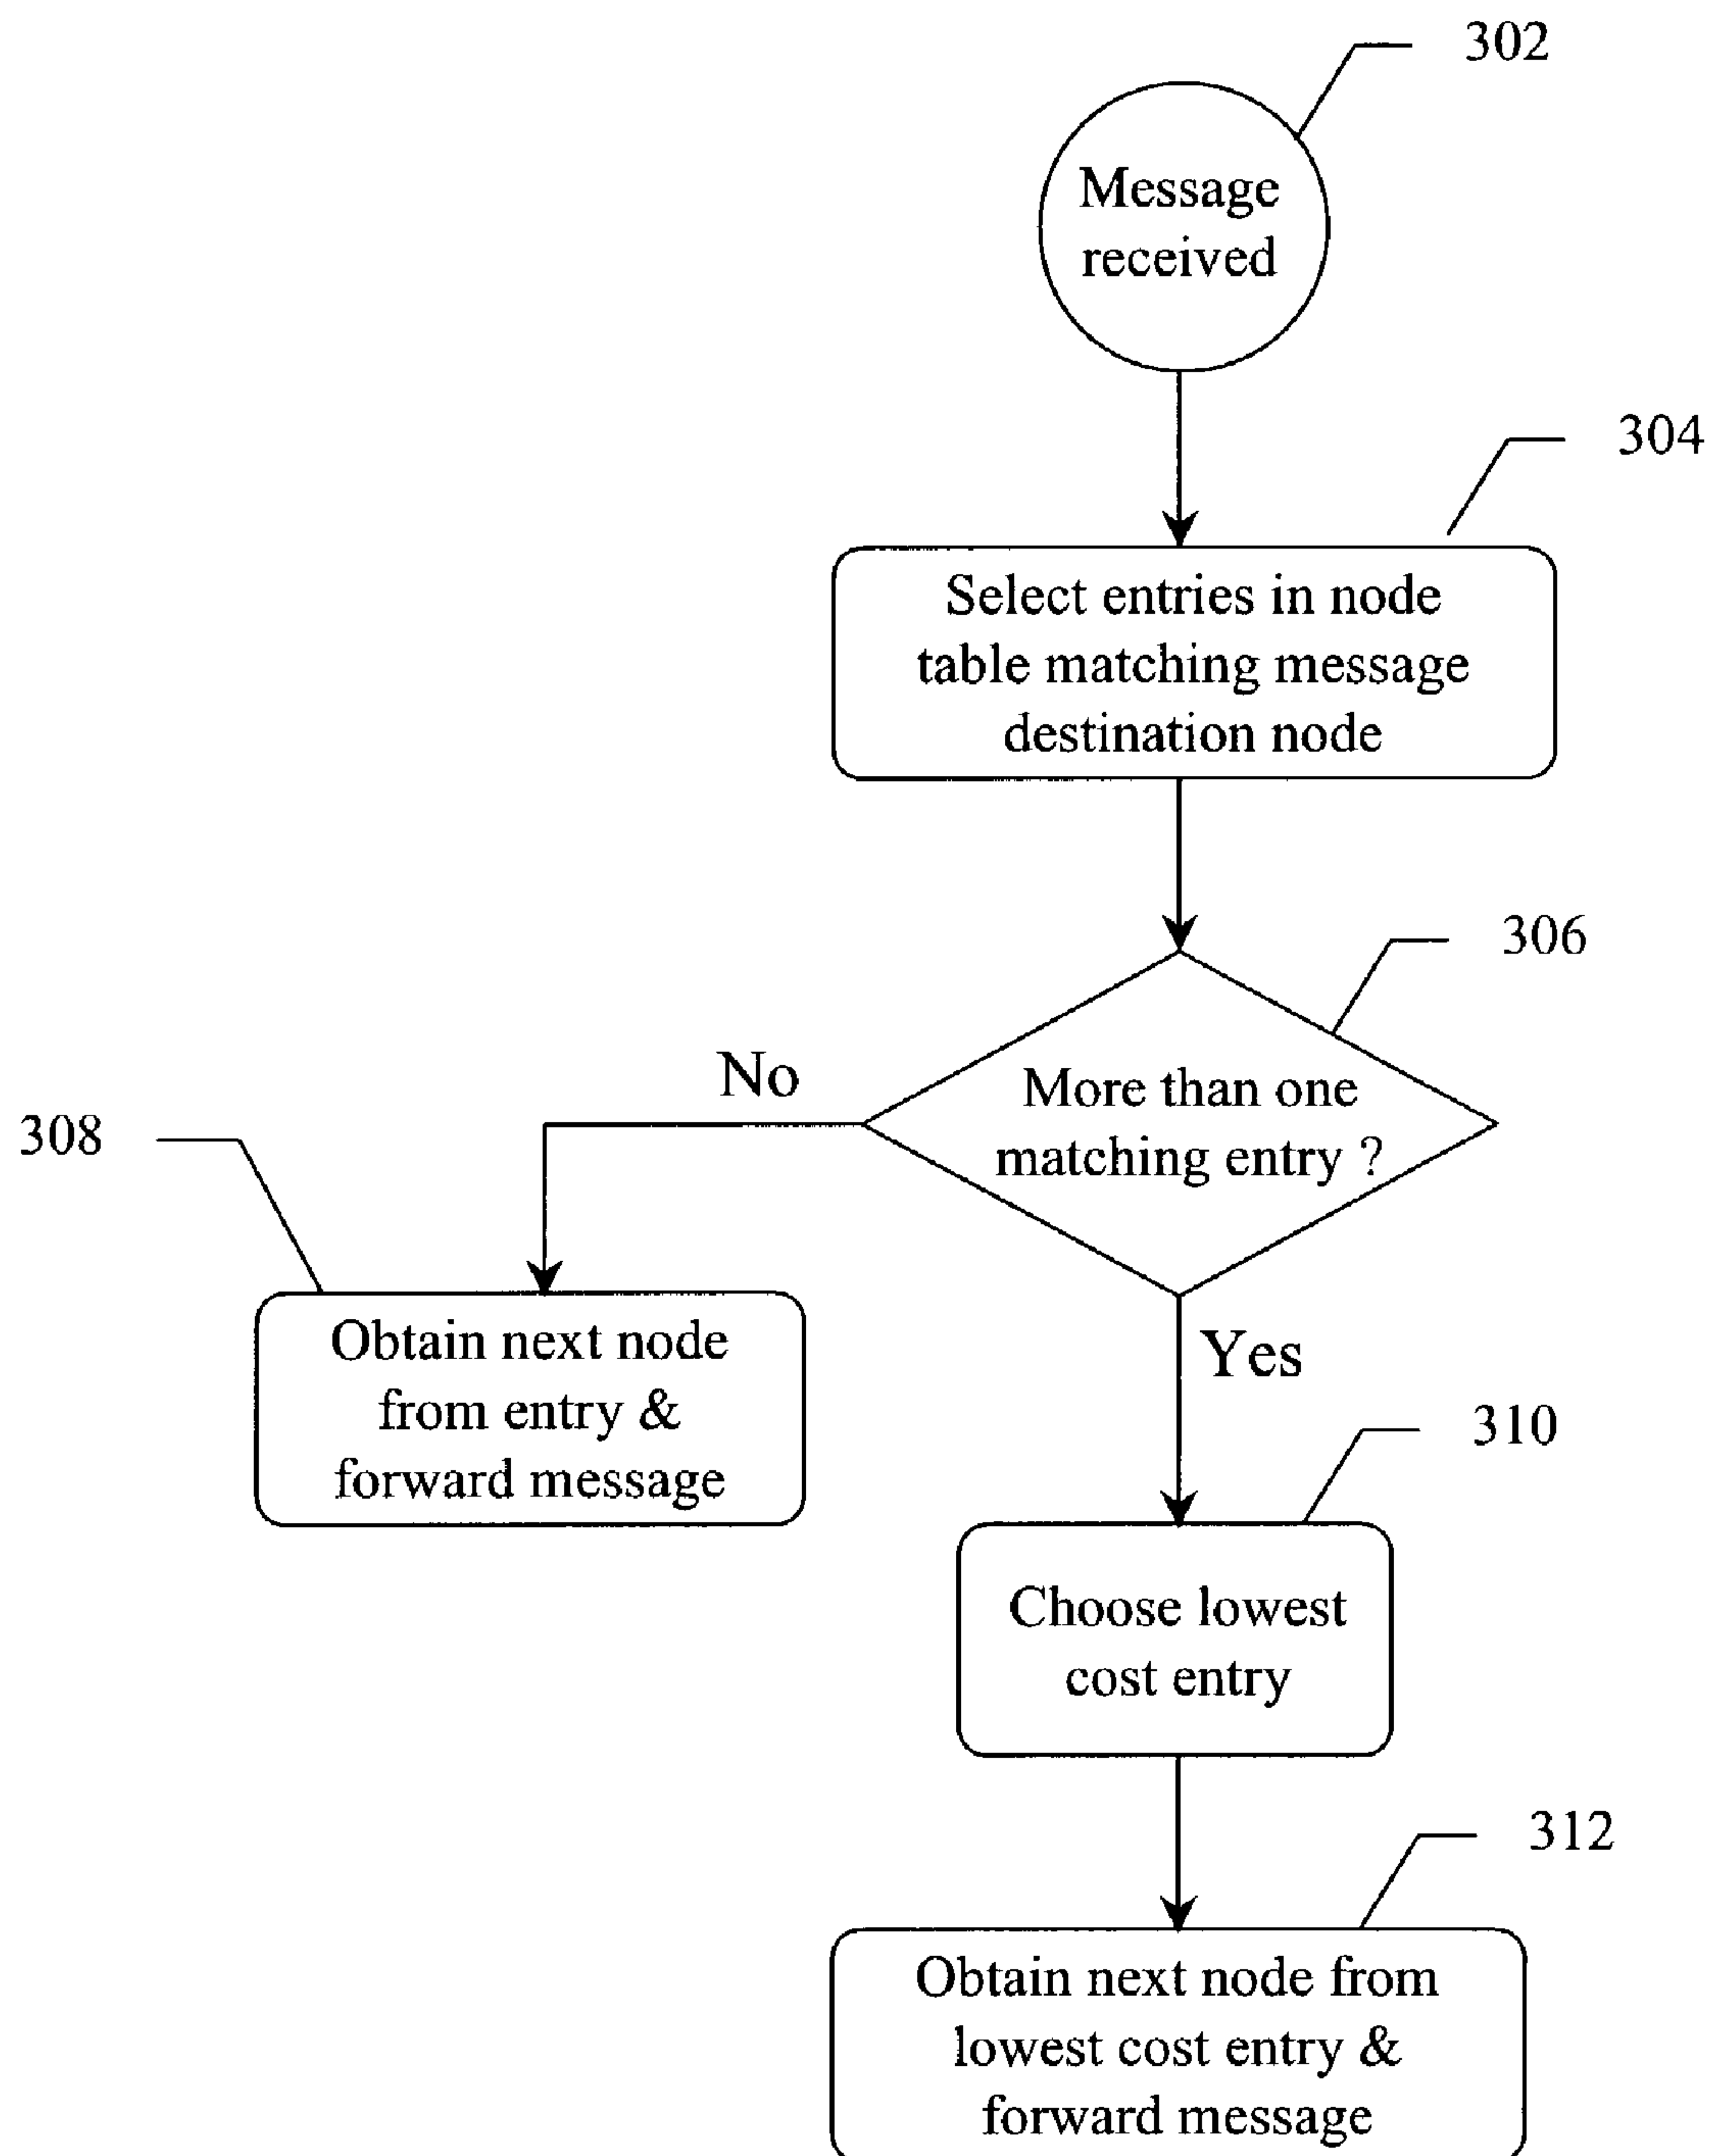 302
Message
received
304
Select entries in node
table matching message
destination node
306
No
More than one
matching entry ?
308
Obtain next node
from entry &
forward message
Yes
310
Choose lowest
cost entry
312
Obtain next node from
lowest cost entry &
forward message